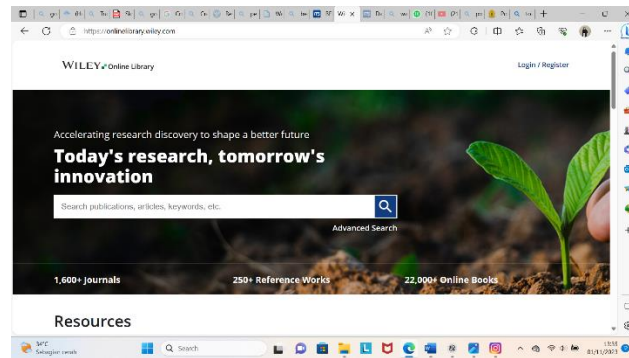 https://onlinelibrary.wiley.com
WILEY Online Library
Login / Register
Accelerating research discovery to shape a better future
Today's research, tomorrow's
innovation
Search publications, articles, keywords, etc.
Advanced Search
1,600+ Journals
250+ Reference Works
22,000+ Online Books
Resources
Search